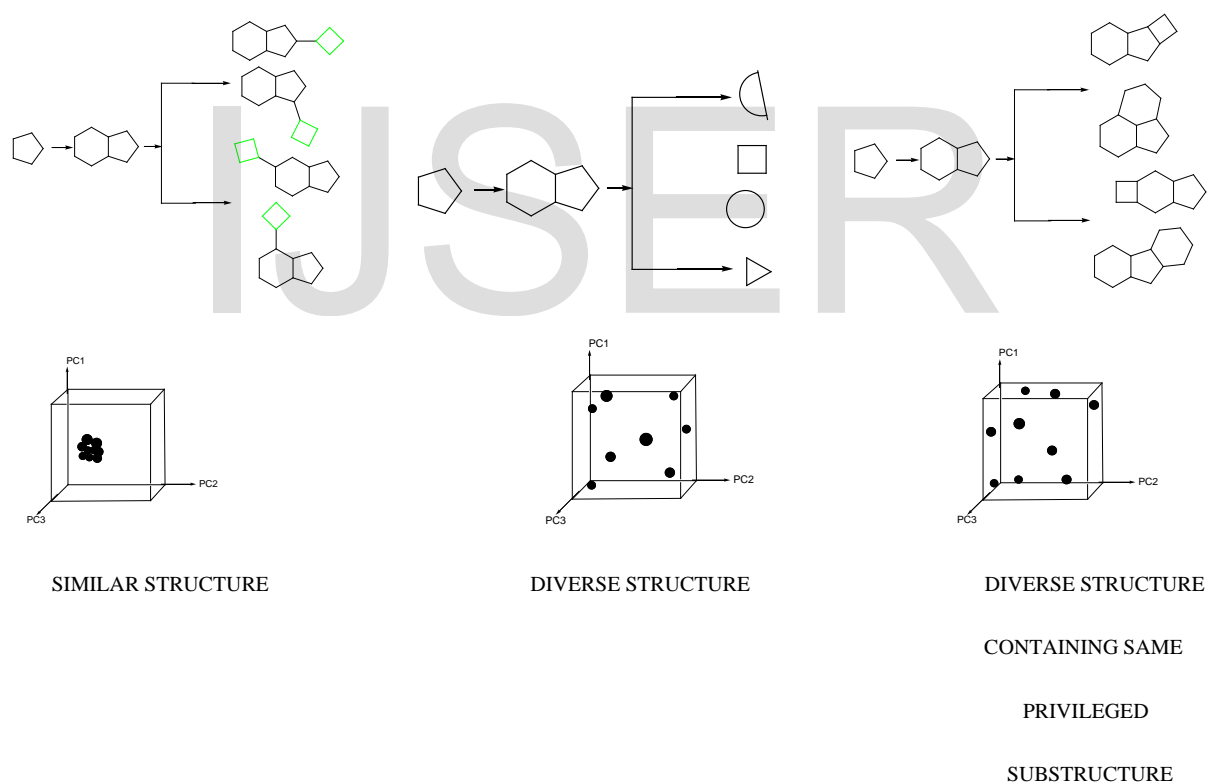 IJSER
PC1
PC2
PC3
PC1
PC2
PC3
PC1
PC2
PC3
SIMILAR STRUCTURE
DIVERSE STRUCTURE
DIVERSE STRUCTURE
CONTAINING SAME
PRIVILEGED
SUBSTRUCTURE